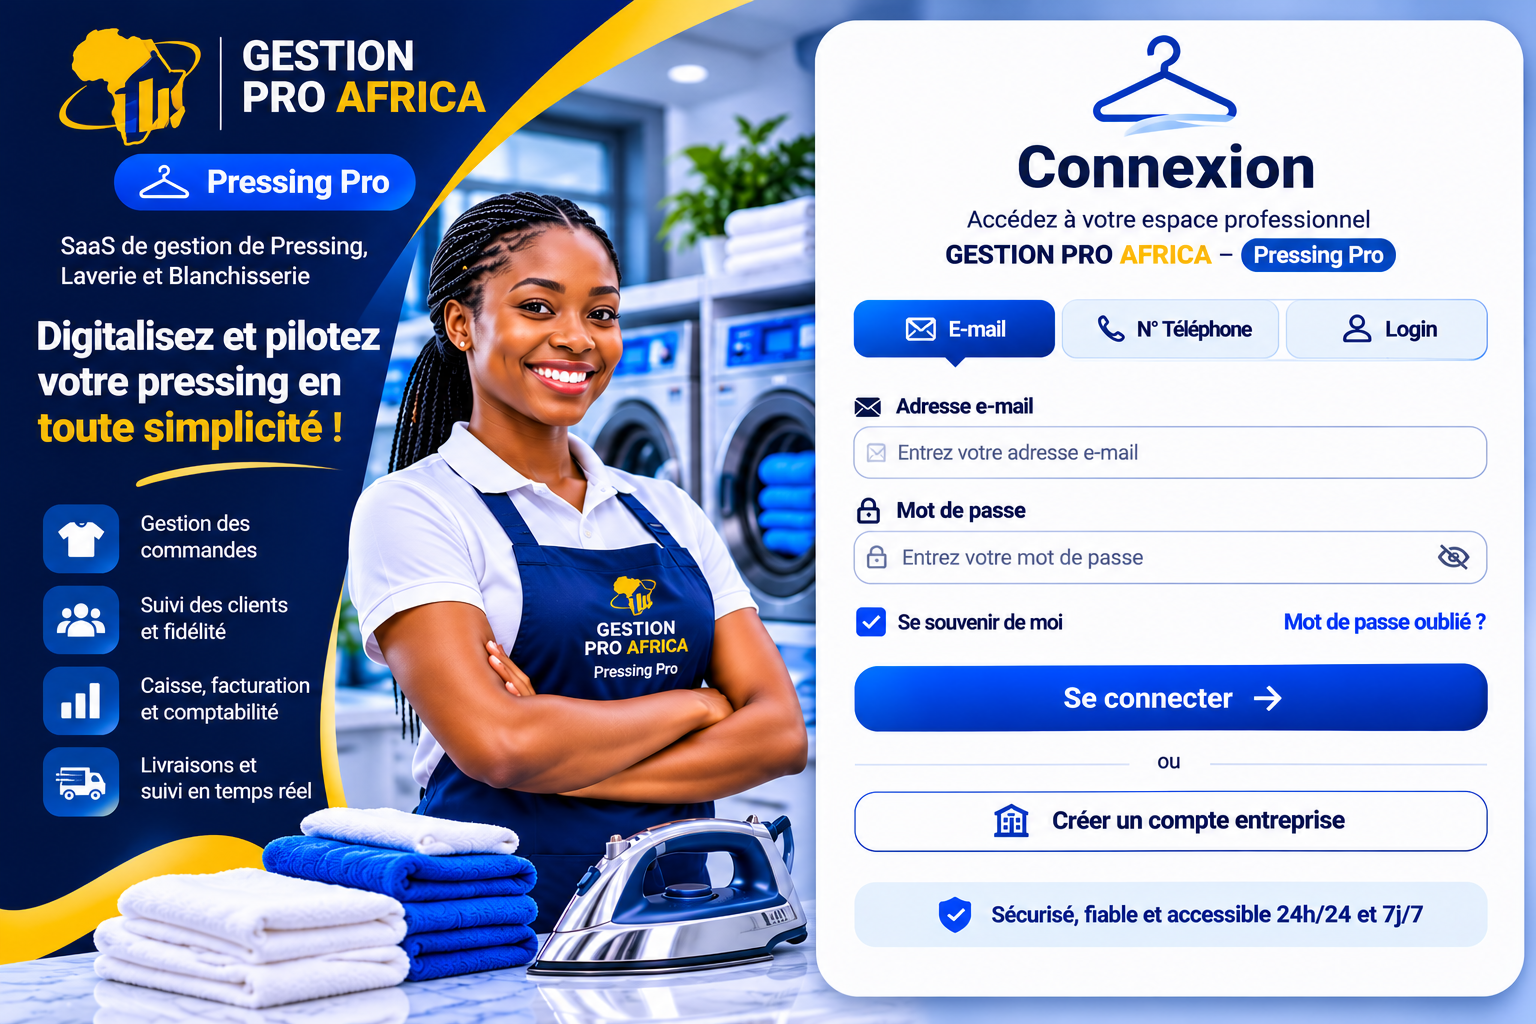 GESTION
PRO AFRICA
Pressing Pro
SaaS de gestion de Pressing,
Laverie et Blanchisserie
Digitalisez et pilotez
votre pressing en
toute simplicité !
Gestion des
commandes
Suivi des clients
et fidélité
Caisse, facturation
et comptabilité
Livraisons et
suivi en temps réel
GESTION
PRO AFRICA
Pressing Pro
Connexion
Accédez à votre espace professionnel
GESTION PRO AFRICA – Pressing Pro
E-mail
N° Téléphone
Login
Adresse e-mail
Entrez votre adresse e-mail
Mot de passe
Entrez votre mot de passe
Se souvenir de moi
Mot de passe oublié ?
Se connecter →
ou
Créer un compte entreprise
Sécurisé, fiable et accessible 24h/24 et 7j/7